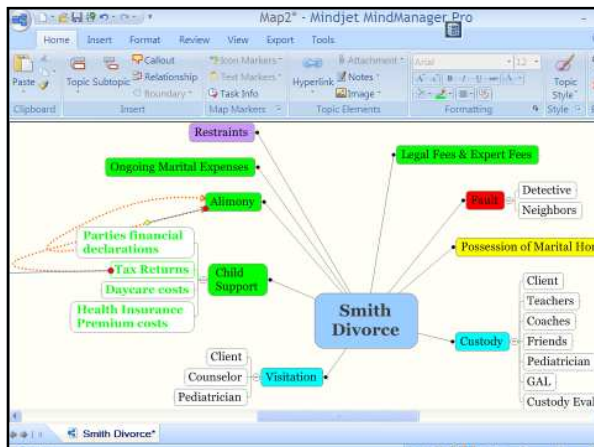 Map2* - Mindjet MindManager Pro
Home Insert Format Review View Export Tools
Paste
Topic Subtopic
Callout
Relationship
Boundary
Icon Markers
Text Markers
Task Info
Hyperlink
Attachment
Notes
Image
Arial 12
Topic
Style
Clipboard Insert Map Markers Topic Elements Formatting Style
Restraints
Ongoing Marital Expenses
Alimony
Parties financial
declarations
Tax Returns
Daycare costs
Health Insurance
Premium costs
Child
Support
Client
Counselor
Pediatrician
Visitation
Smith
Divorce
Legal Fees & Expert Fees
Fault
Detective
Neighbors
Possession of Marital Hom
Custody
Client
Teachers
Coaches
Friends
Pediatrician
GAL
Custody Eval
Smith Divorce*